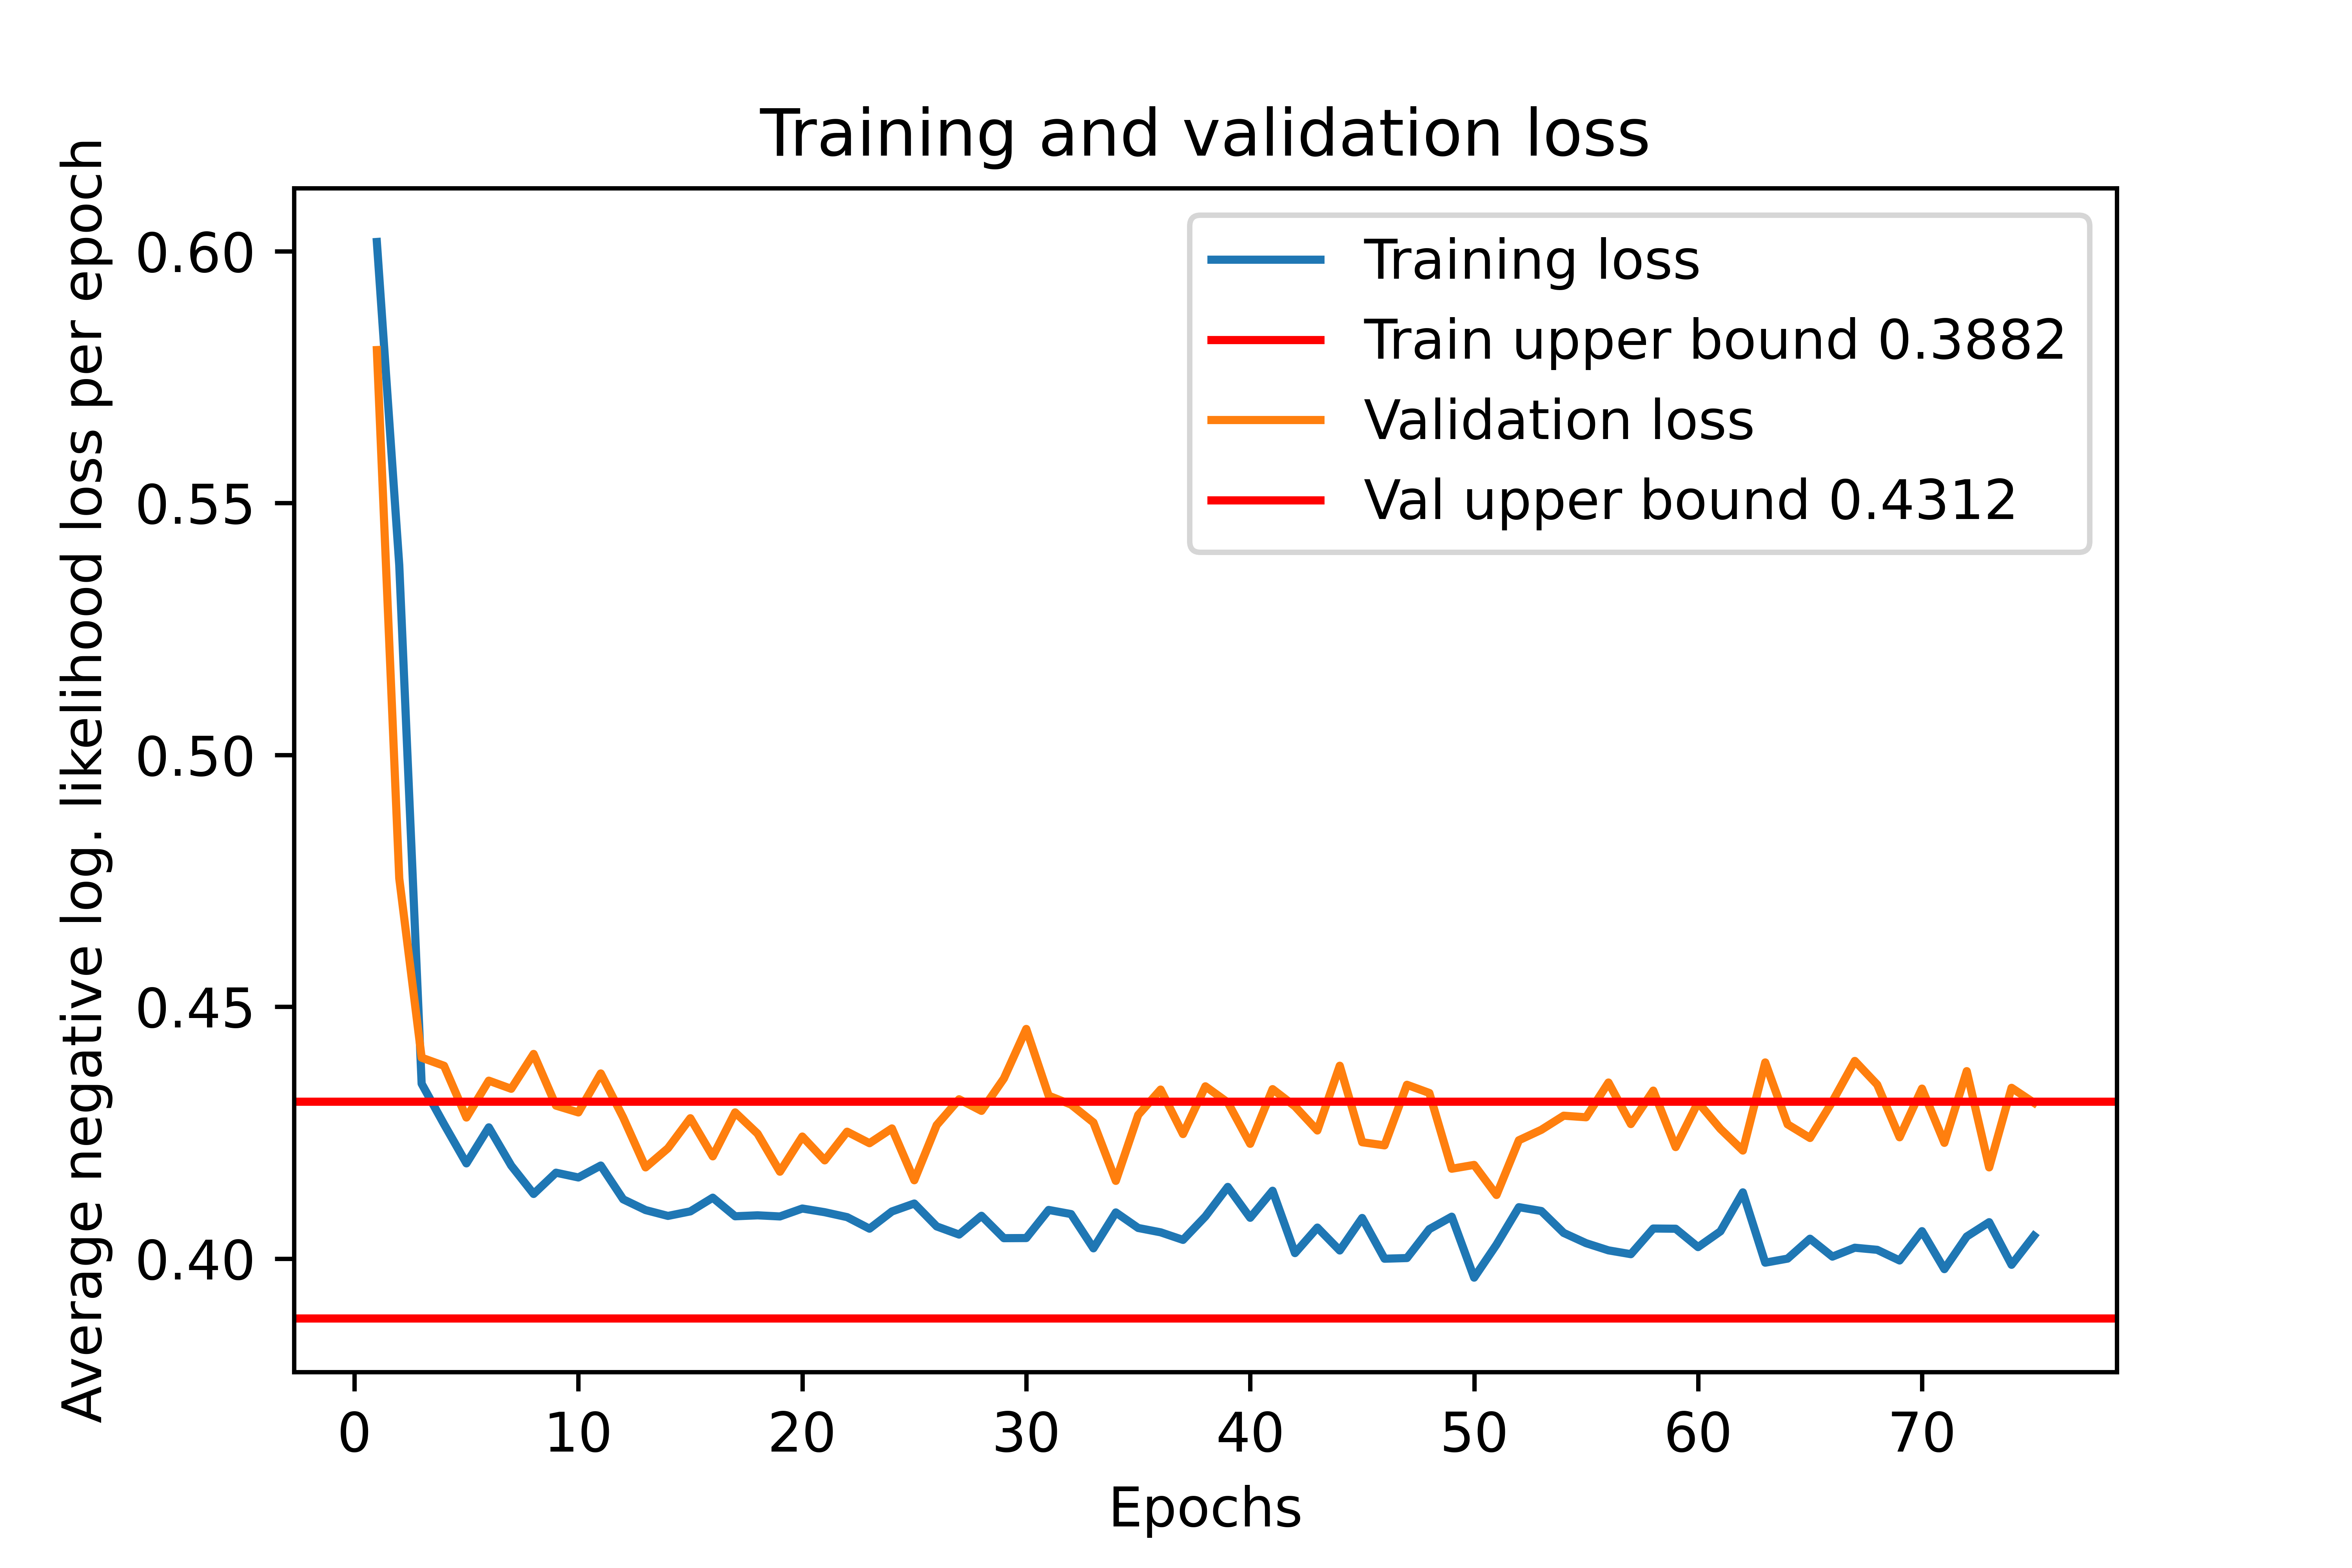 Training and validation loss
Average negative log. likelihood loss per epoch
0.60
0.55
0.50
0.45
0.40
Training loss
Train upper bound 0.3882
Validation loss
Val upper bound 0.4312
0 10 20 30 40 50 60 70
Epochs